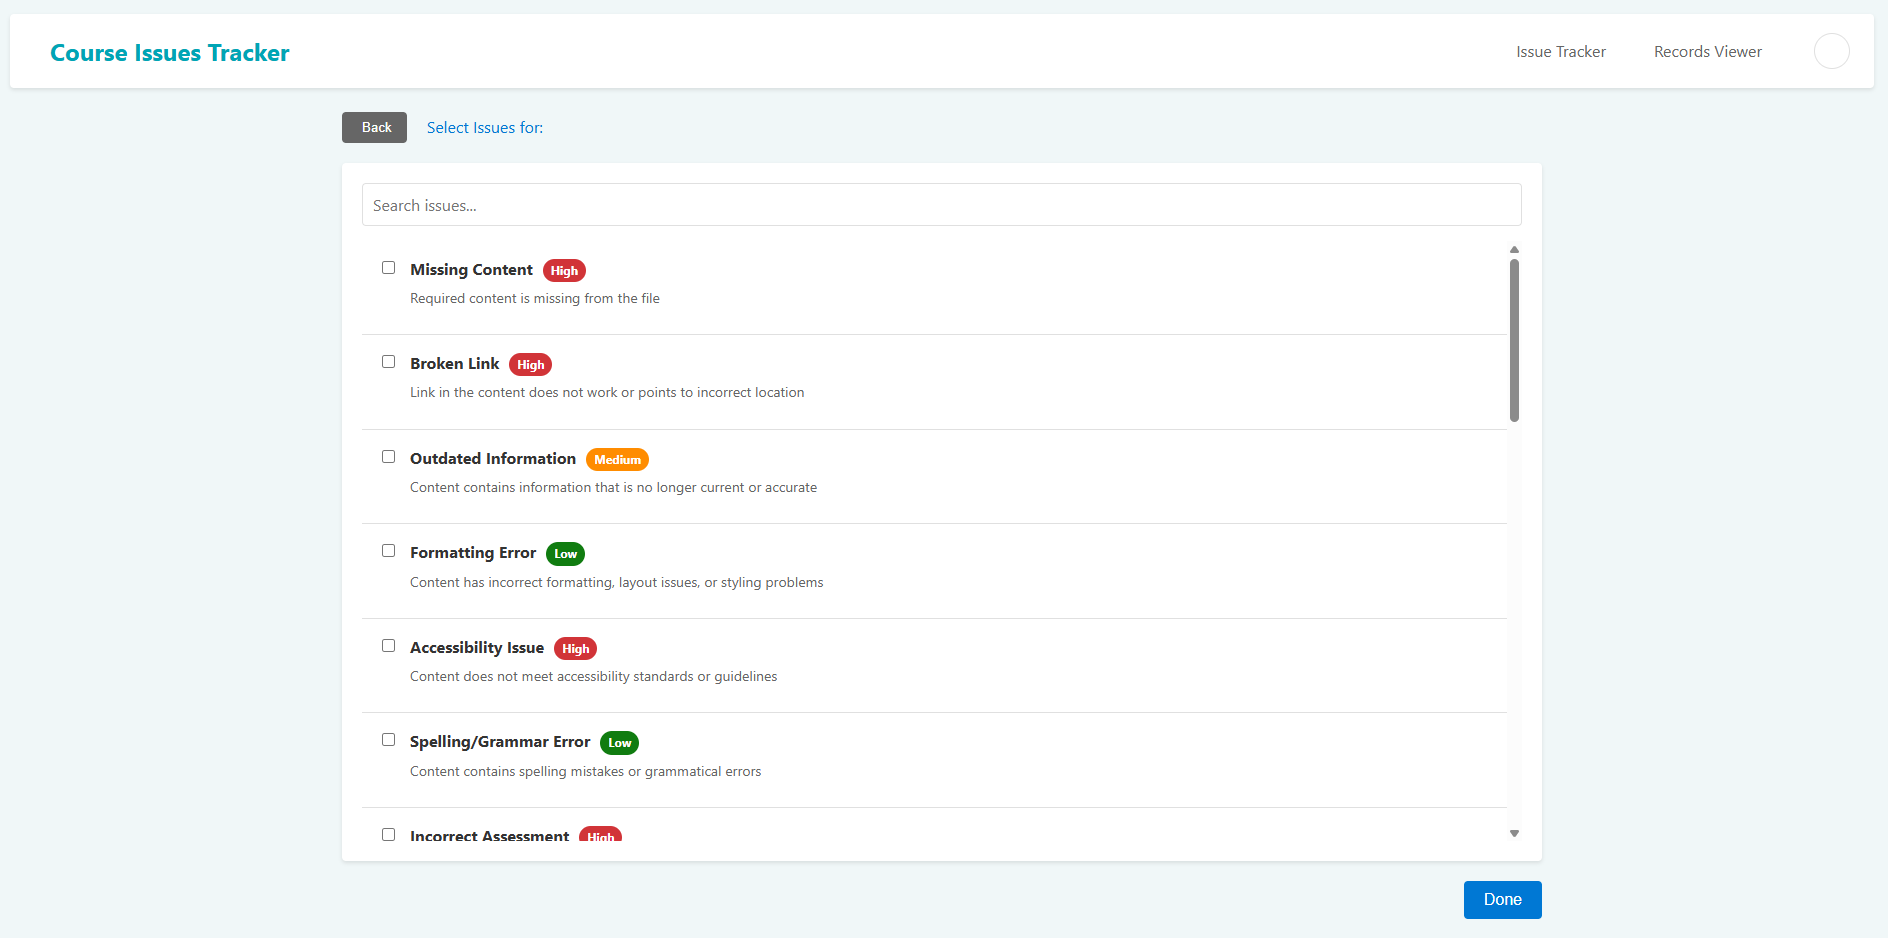 Course Issues Tracker
Issue Tracker
Records Viewer
Back
Select Issues for:
Search issues...
Missing Content High
Required content is missing from the file
Broken Link High
Link in the content does not work or points to incorrect location
Outdated Information Medium
Content contains information that is no longer current or accurate
Formatting Error Low
Content has incorrect formatting, layout issues, or styling problems
Accessibility Issue High
Content does not meet accessibility standards or guidelines
Spelling/Grammar Error Low
Content contains spelling mistakes or grammatical errors
Incorrect Assessment High
Done